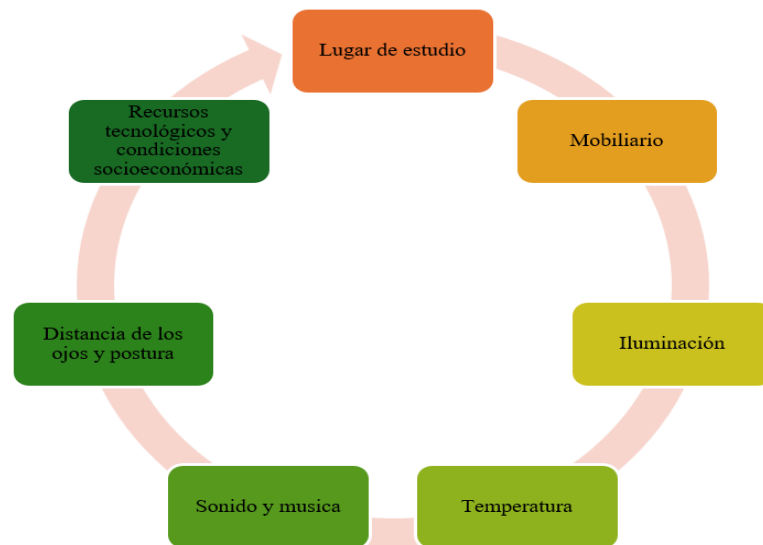 Lugar de estudio
Mobiliario
Iluminación
Temperatura
Sonido y musica
Distancia de los
ojos y postura
Recursos
tecnológicos y
condiciones
socioeconómicas